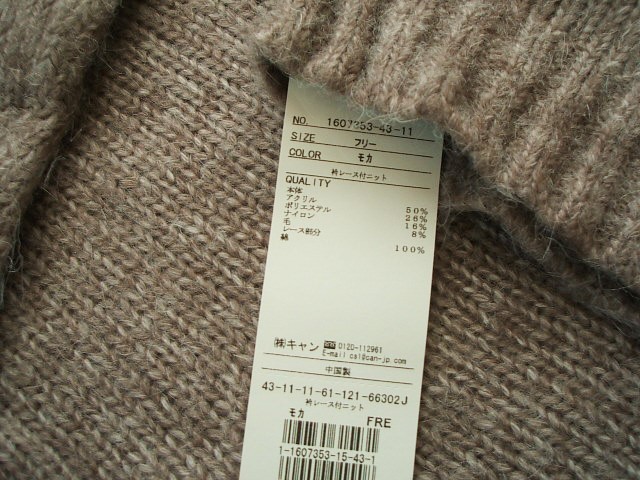 NO. 1607353-43-11
SIZE フリー
COLOR モカ
衿レース付ニット
QUALITY
本体
アクリル 50%
ポリエステル 26%
ナイロン 16%
毛 8%
レース部分
綿 100%
㈱キャン 0120-112961
E-mail cs1@can-jp.com
中国製
43-11-11-61-121-66302J
衿レース付ニット
モカ FRE
1-1607353-15-43-1